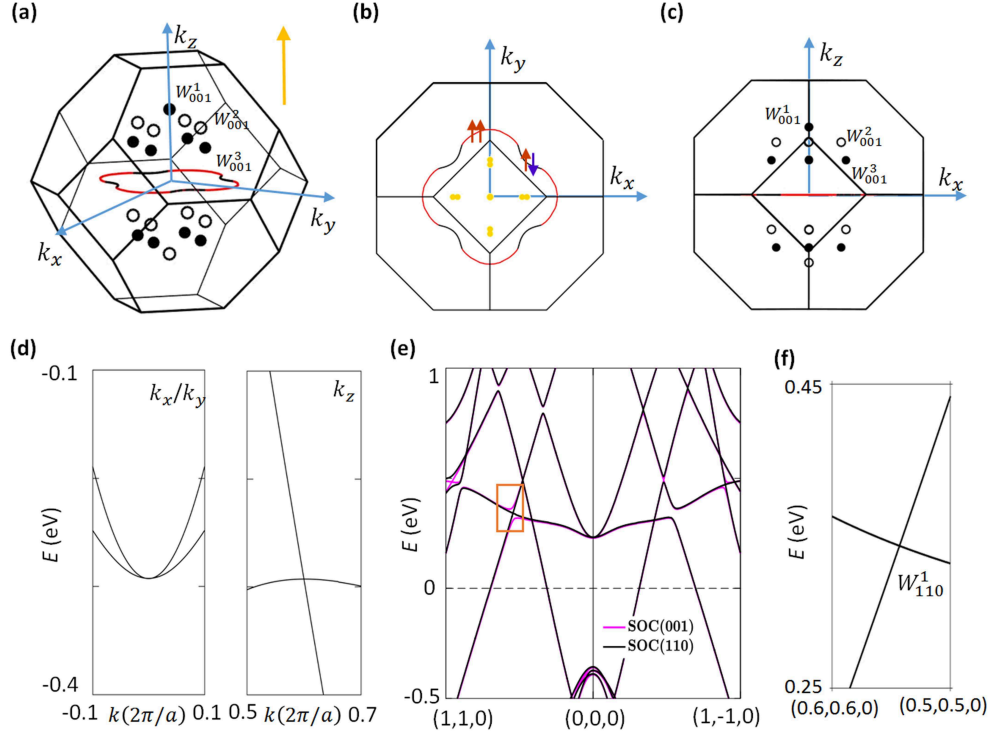 (a)
k_z
W^1_001
W^2_001
W^3_001
k_x
k_y
(b)
k_y
k_x
(c)
k_z
W^1_001
W^2_001
W^3_001
k_x
(d)
-0.1
k_x/k_y
k_z
E (eV)
-0.4
-0.1
k(2π/a)
0.1
0.5
k(2π/a)
0.7
(e)
1
E (eV)
0
SOC(001)
SOC(110)
-0.5
(1,1,0)
(0,0,0)
(1,-1,0)
(f)
0.45
E (eV)
W^1_110
0.25
(0.6,0.6,0)
(0.5,0.5,0)